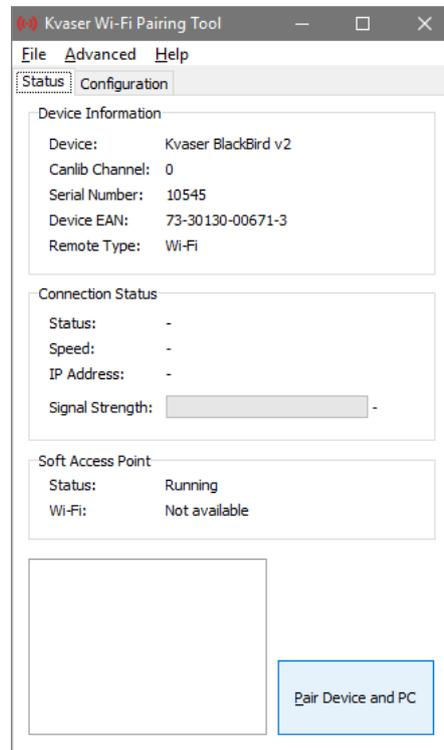 Kvaser Wi-Fi Pairing Tool
File Advanced Help
Status Configuration
Device Information
Device: Kvaser BlackBird v2
Canlib Channel: 0
Serial Number: 10545
Device EAN: 73-30130-00671-3
Remote Type: Wi-Fi
Connection Status
Status: -
Speed: -
IP Address: -
Signal Strength: -
Soft Access Point
Status: Running
Wi-Fi: Not available
Pair Device and PC